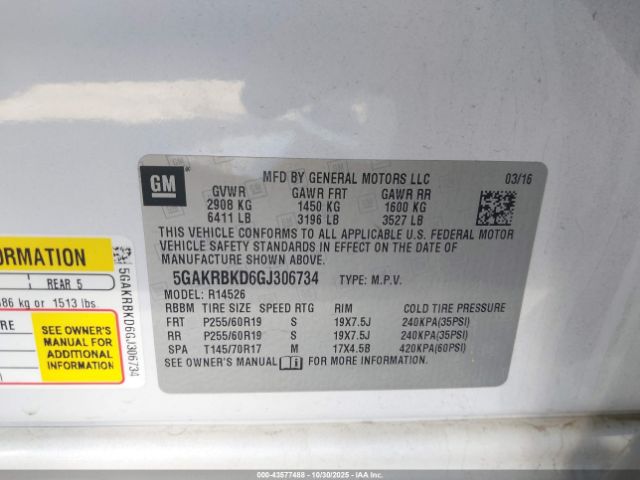 GM
MFD BY GENERAL MOTORS LLC 03/16
GVWR GAWR FRT GAWR RR
2908 KG 1450 KG 1600 KG
6411 LB 3196 LB 3527 LB
THIS VEHICLE CONFORMS TO ALL APPLICABLE U.S. FEDERAL MOTOR
VEHICLE SAFETY STANDARDS IN EFFECT ON THE DATE OF
MANUFACTURE SHOWN ABOVE.
5GAKRBKD6GJ306734 TYPE: M.P.V.
MODEL: R14526
RBBM TIRE SIZE SPEED RTG RIM COLD TIRE PRESSURE
FRT P255/60R19 S 19X7.5J 240KPA(35PSI)
RR P255/60R19 S 19X7.5J 240KPA(35PSI)
SPA T145/70R17 M 17X4.5B 420KPA(60PSI)
SEE OWNER'S MANUAL FOR MORE INFORMATION.
REAR 5
kg or 1513 lbs.
SEE OWNER'S
MANUAL FOR
ADDITIONAL
INFORMATION
5GAKRBKD6GJ306734
000-43577488 - 10/30/2025 - IAAI.COM